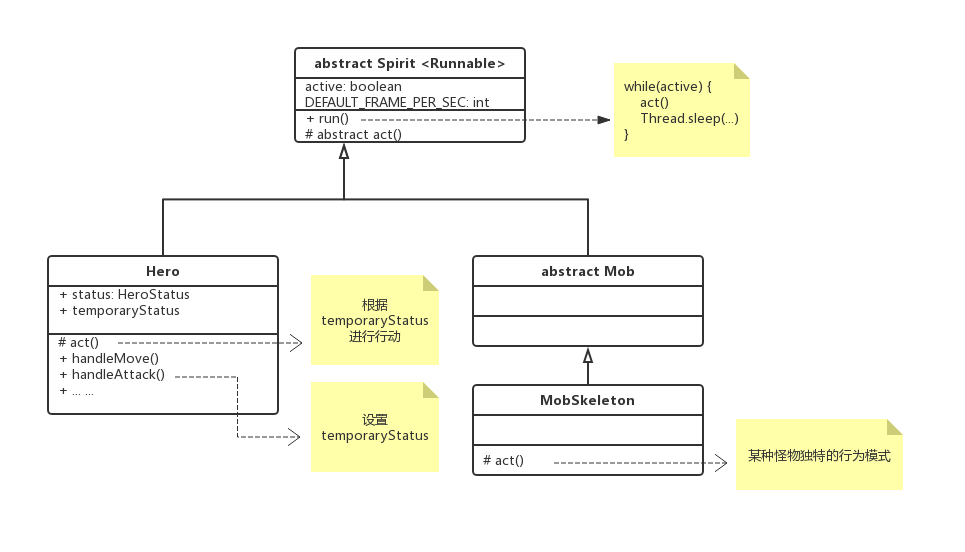 abstract Spirit <Runnable>
active: boolean
DEFAULT_FRAME_PER_SEC: int
+ run()
# abstract act()
while(active) {
act()
Thread.sleep(...)
}
Hero
+ status: HeroStatus
+ temporaryStatus
# act()
+ handleMove()
+ handleAttack()
+ ... ...
根据
temporaryStatus
进行行动
设置
temporaryStatus
abstract Mob
MobSkeleton
# act()
某种怪物独特的行为模式